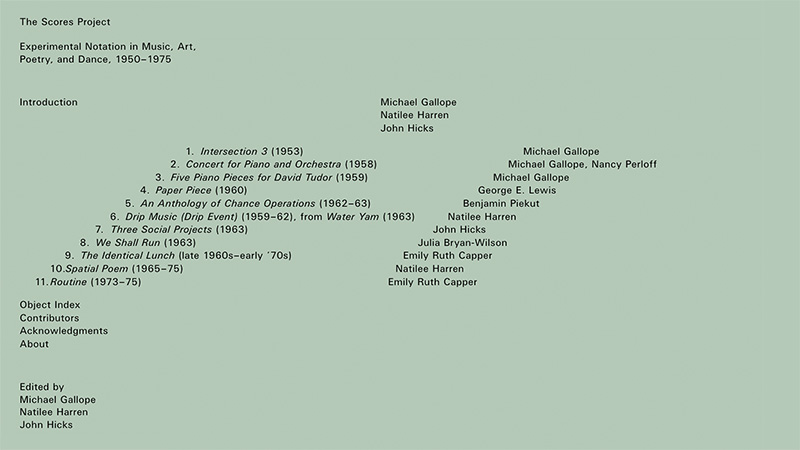 The Scores Project
Experimental Notation in Music, Art,
Poetry, and Dance, 1950–1975
Introduction Michael Gallope
Natilee Harren
John Hicks
1. Intersection 3 (1953) Michael Gallope
2. Concert for Piano and Orchestra (1958) Michael Gallope, Nancy Perloff
3. Five Piano Pieces for David Tudor (1959) Michael Gallope
4. Paper Piece (1960) George E. Lewis
5. An Anthology of Chance Operations (1962–63) Benjamin Piekut
6. Drip Music (Drip Event) (1959–62), from Water Yam (1963) Natilee Harren
7. Three Social Projects (1963) John Hicks
8. We Shall Run (1963) Julia Bryan-Wilson
9. The Identical Lunch (late 1960s–early ’70s) Emily Ruth Capper
10.Spatial Poem (1965–75) Natilee Harren
11.Routine (1973–75) Emily Ruth Capper
Object Index
Contributors
Acknowledgments
About
Edited by
Michael Gallope
Natilee Harren
John Hicks